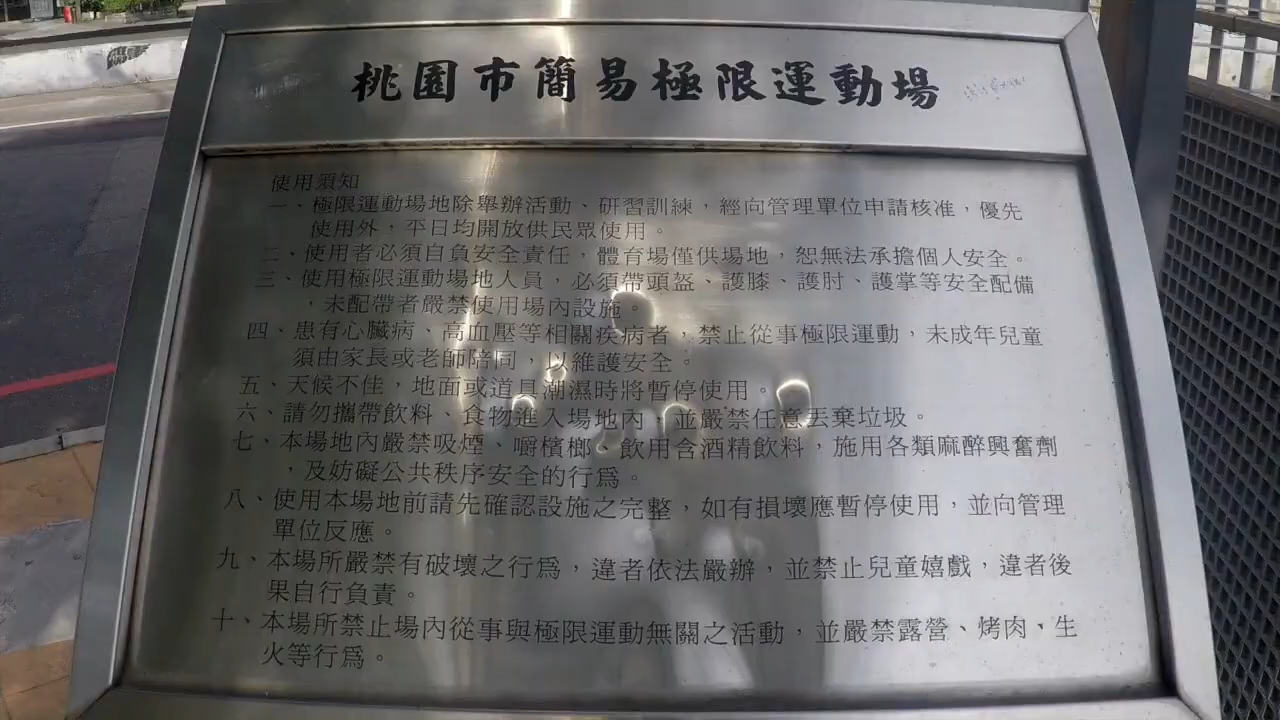 桃園市簡易極限運動場
使用須知
一、極限運動場地除舉辦活動、研習訓練，經向管理單位申請核准，優先
使用外，平日均開放供民眾使用。
二、使用者必須自負安全責任，體育場僅供場地，恕無法承擔個人安全。
三、使用極限運動場地人員，必須帶頭盔、護膝、護肘、護掌等安全配備
，未配帶者嚴禁使用場內設施。
四、患有心臟病、高血壓等相關疾病者，禁止從事極限運動，未成年兒童
須由家長或老師陪同，以維護安全。
五、天候不佳，地面或道具潮濕時將暫停使用。
六、請勿攜帶飲料、食物進入場地內，並嚴禁任意丟棄垃圾。
七、本場地內嚴禁吸煙、嚼檳榔、飲用含酒精飲料，施用各類麻醉興奮劑
，及妨礙公共秩序安全的行為。
八、使用本場地前請先確認設施之完整，如有損壞應暫停使用，並向管理
單位反應。
九、本場所嚴禁有破壞之行為，違者依法嚴辦，並禁止兒童嬉戲，違者後
果自行負責。
十、本場所禁止場內從事與極限運動無關之活動，並嚴禁露營、烤肉、生
火等行為。